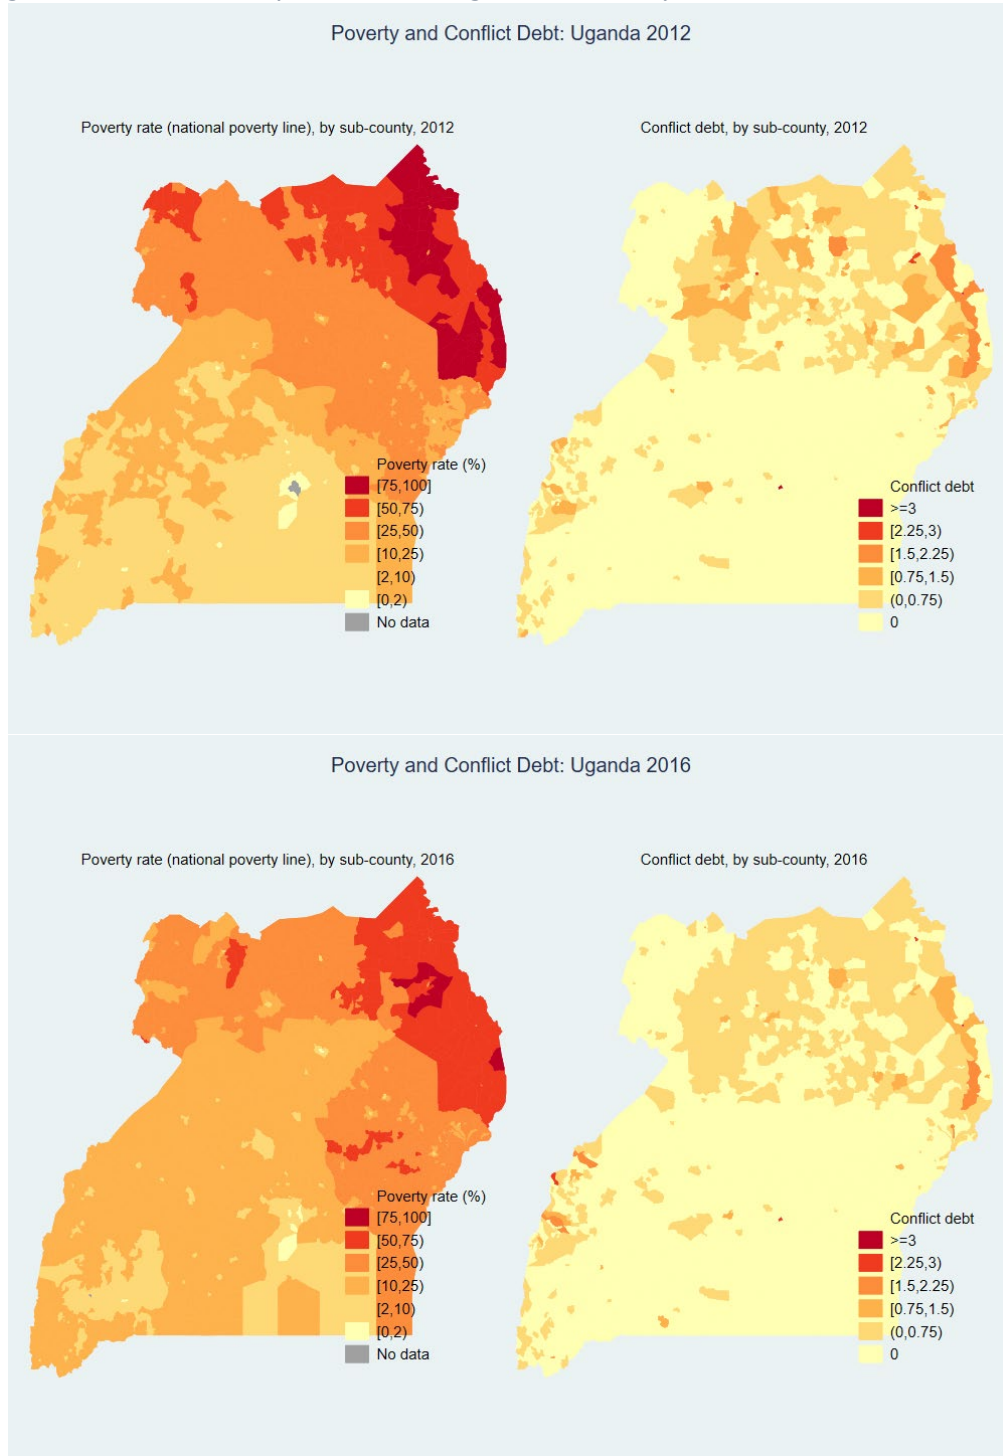 Poverty and Conflict Debt: Uganda 2012
Poverty rate (national poverty line), by sub-county, 2012
Conflict debt, by sub-county, 2012
Poverty rate (%)
[75,100]
[50,75)
[25,50)
[10,25)
[2,10)
[0,2)
No data
Conflict debt
>=3
[2.25,3)
[1.5,2.25)
[0.75,1.5)
(0,0.75)
0
Poverty and Conflict Debt: Uganda 2016
Poverty rate (national poverty line), by sub-county, 2016
Conflict debt, by sub-county, 2016
Poverty rate (%)
[75,100]
[50,75)
[25,50)
[10,25)
[2,10)
[0,2)
No data
Conflict debt
>=3
[2.25,3)
[1.5,2.25)
[0.75,1.5)
(0,0.75)
0